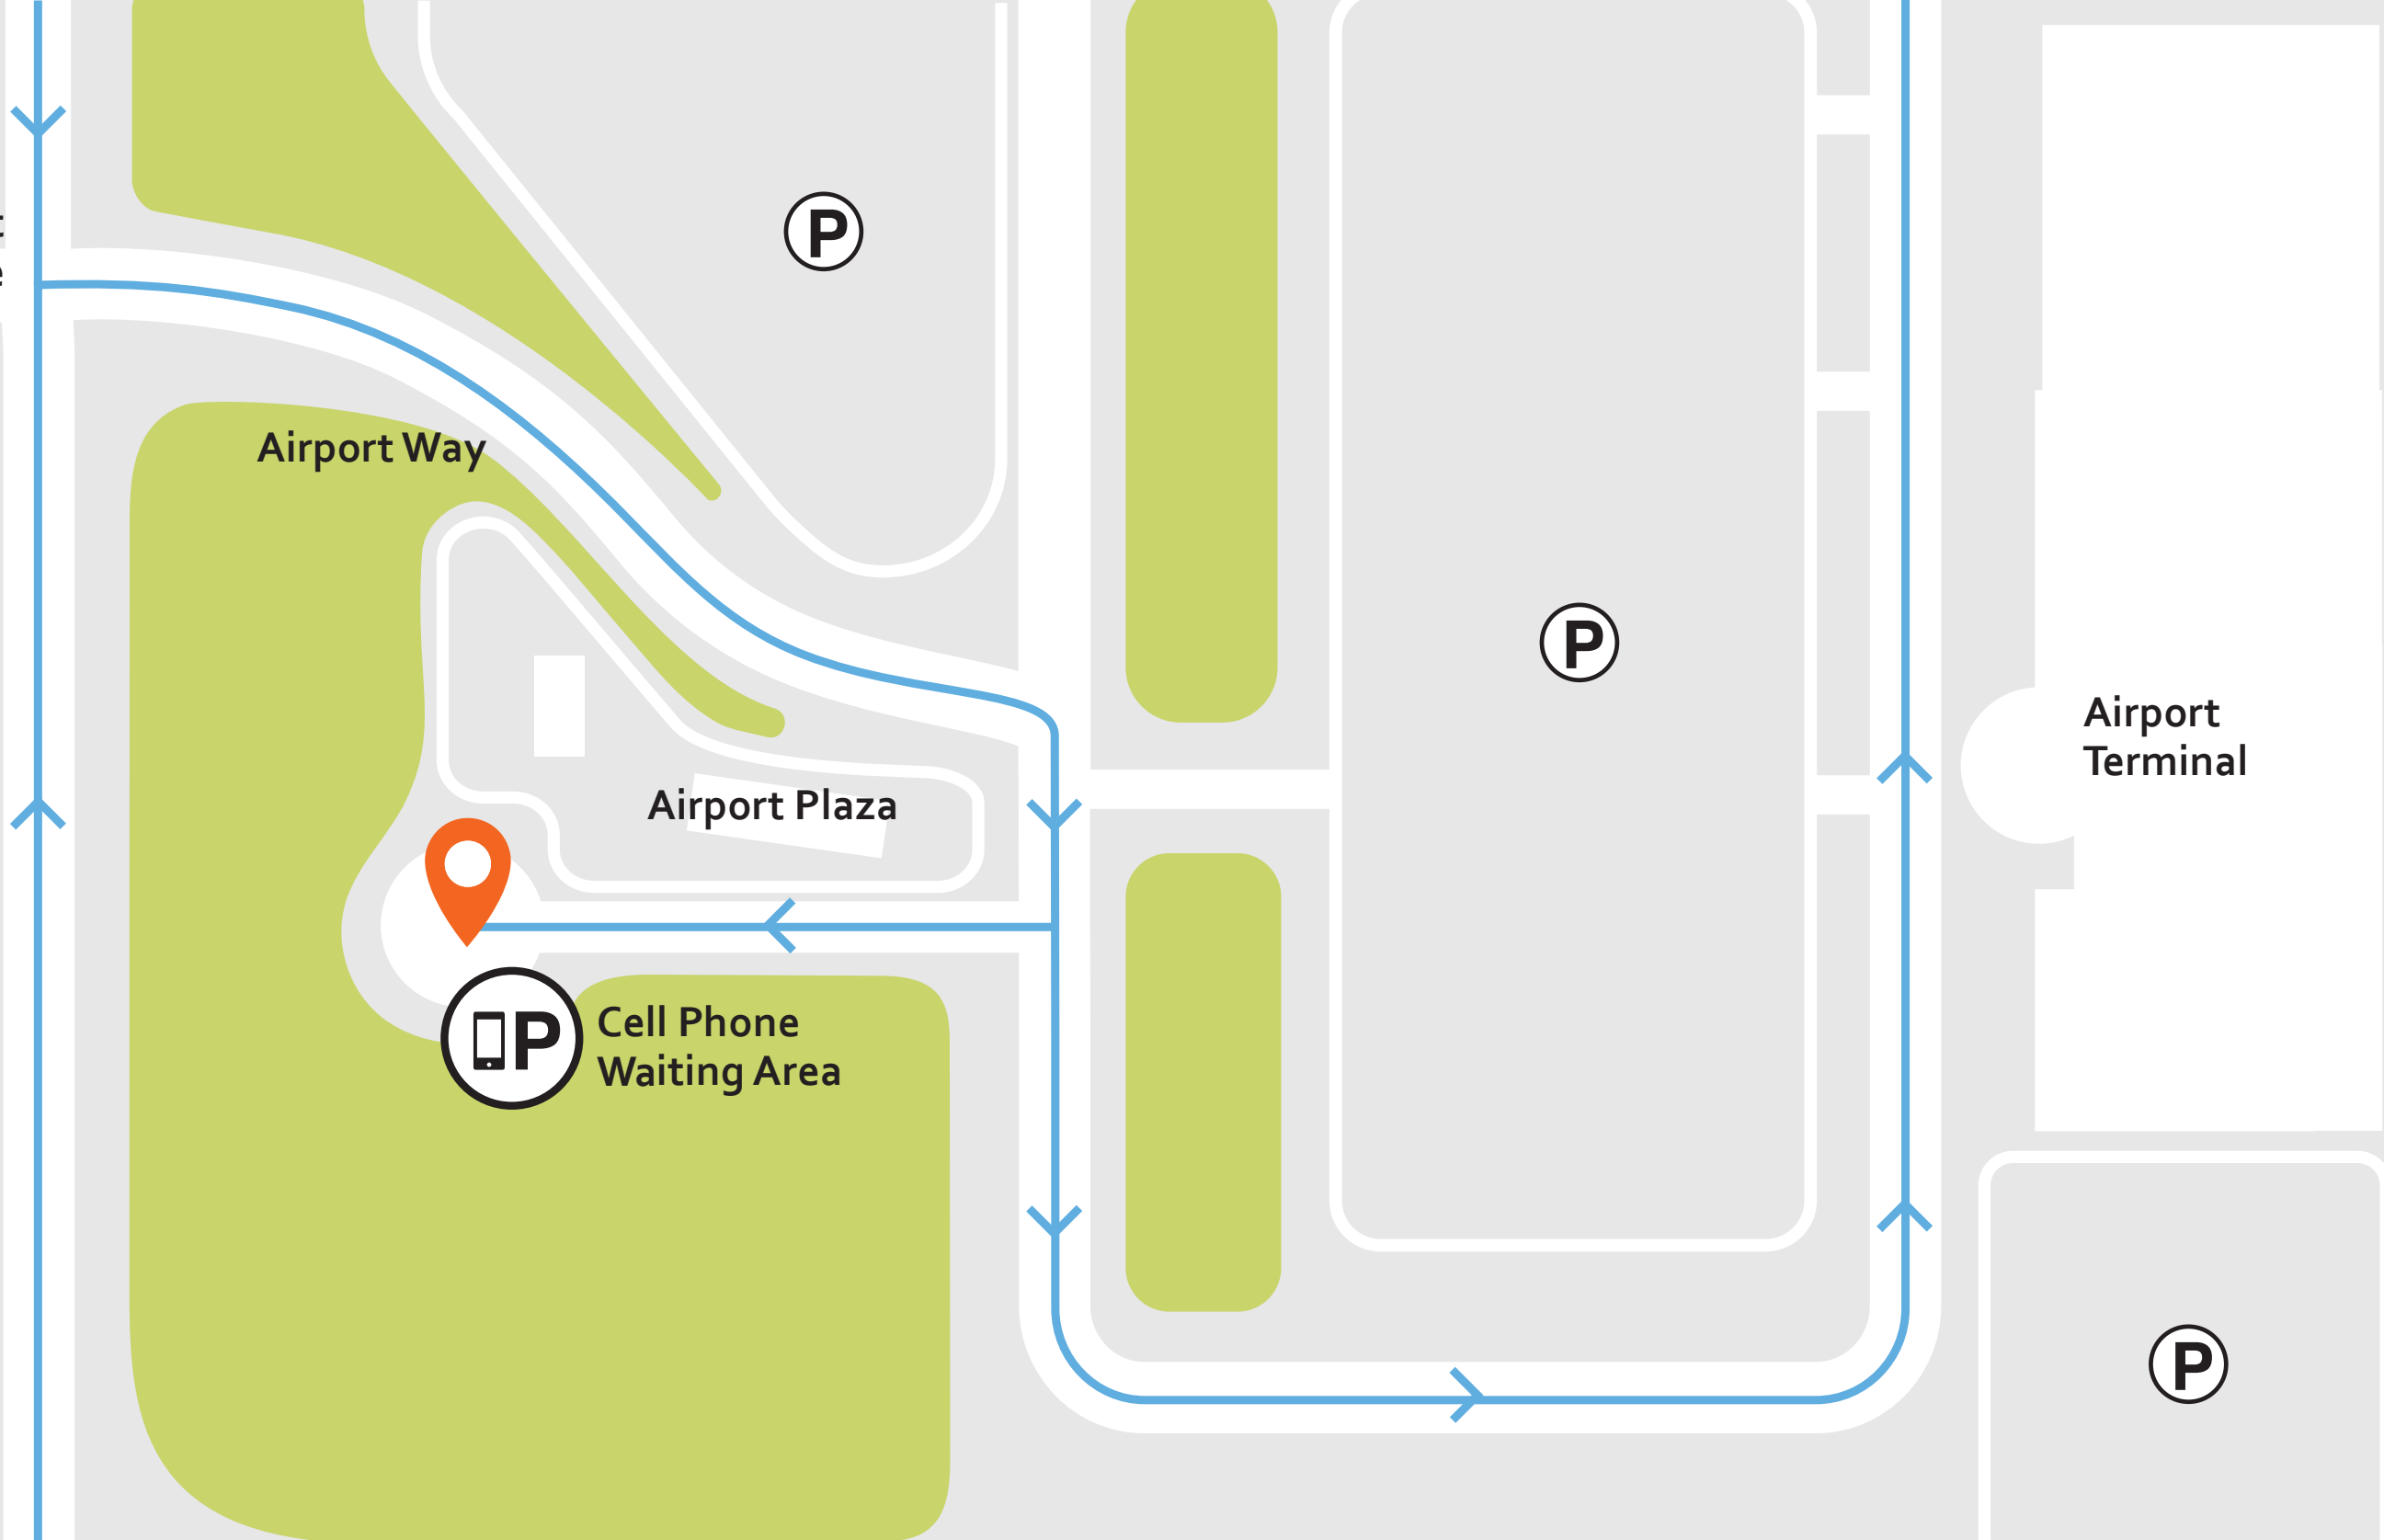 P
Airport Way
P
Airport
Terminal
Airport Plaza
P
Cell Phone
Waiting Area
P